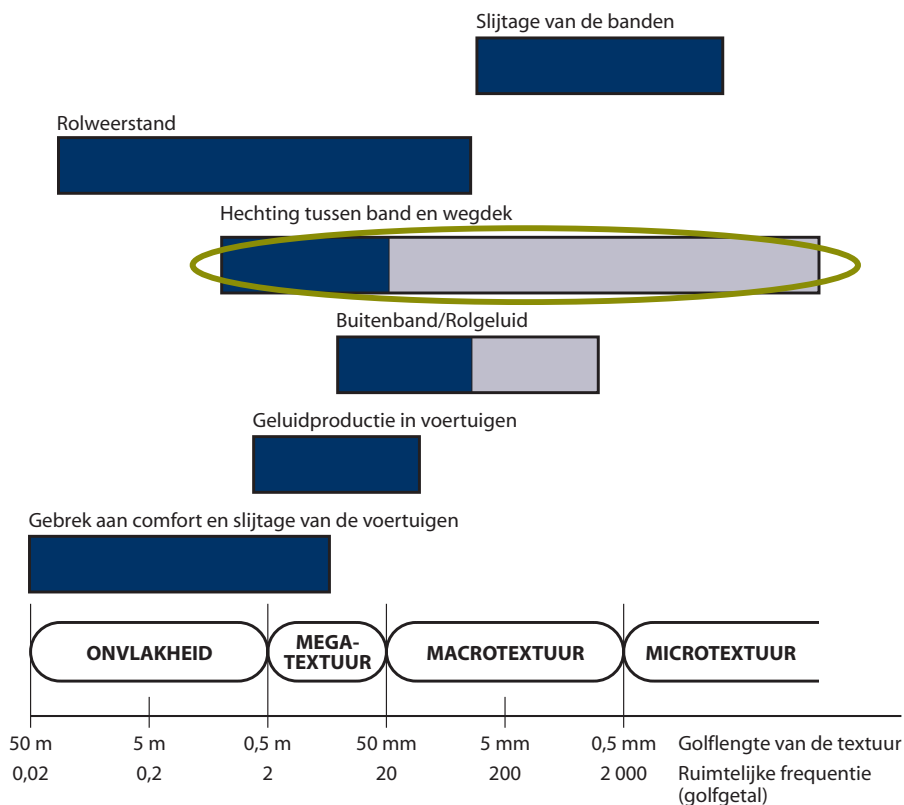 Slijtage van de banden
Rolweerstand
Hechting tussen band en wegdek
Buitenband/Rolgeluid
Geluidproductie in voertuigen
Gebrek aan comfort en slijtage van de voertuigen
ONVLAKHEID
MEGA-
TEXTUUR
MACROTEXTUUR
MICROTEXTUUR
50 m 5 m 0,5 m 50 mm 5 mm 0,5 mm Golflengte van de textuur
0,02 0,2 2 20 200 2 000 Ruimtelijke frequentie
(golfgetal)